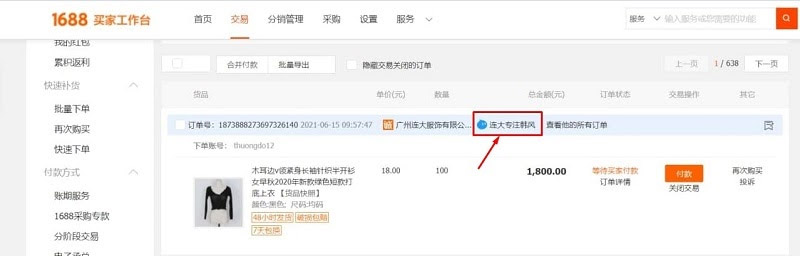 1688 买家工作台 首页 交易 分销管理 采购 设置 服务 服务 输入服务或您需要的功
我的红包
累积返利
快速补货
批量下单
再次购买
快速下单
付款方式
账期服务
1688采购专款
分阶段交易
合并付款 批量导出 隐藏交易关闭的订单 上一页 1 / 638 下一页
货品 单价(元) 数量 总金额(元) 订单状态 交易操作 其它
订单号：1873888273697326140 2021-06-15 09:57:47 广州连大服饰有限公... 连大专注韩风 查看他的所有订单
下单账号： thuongdo12
木耳边v领紧身长袖针织半开衫 18.00 100 1,800.00 等待买家付款 付款 再次购买
女早秋2020年新款绿色短款打 订单详情 关闭交易 投诉
底上衣 【货品快照】
颜色:黑色; 尺码:均码
48小时发货 破损包赔
7天包换